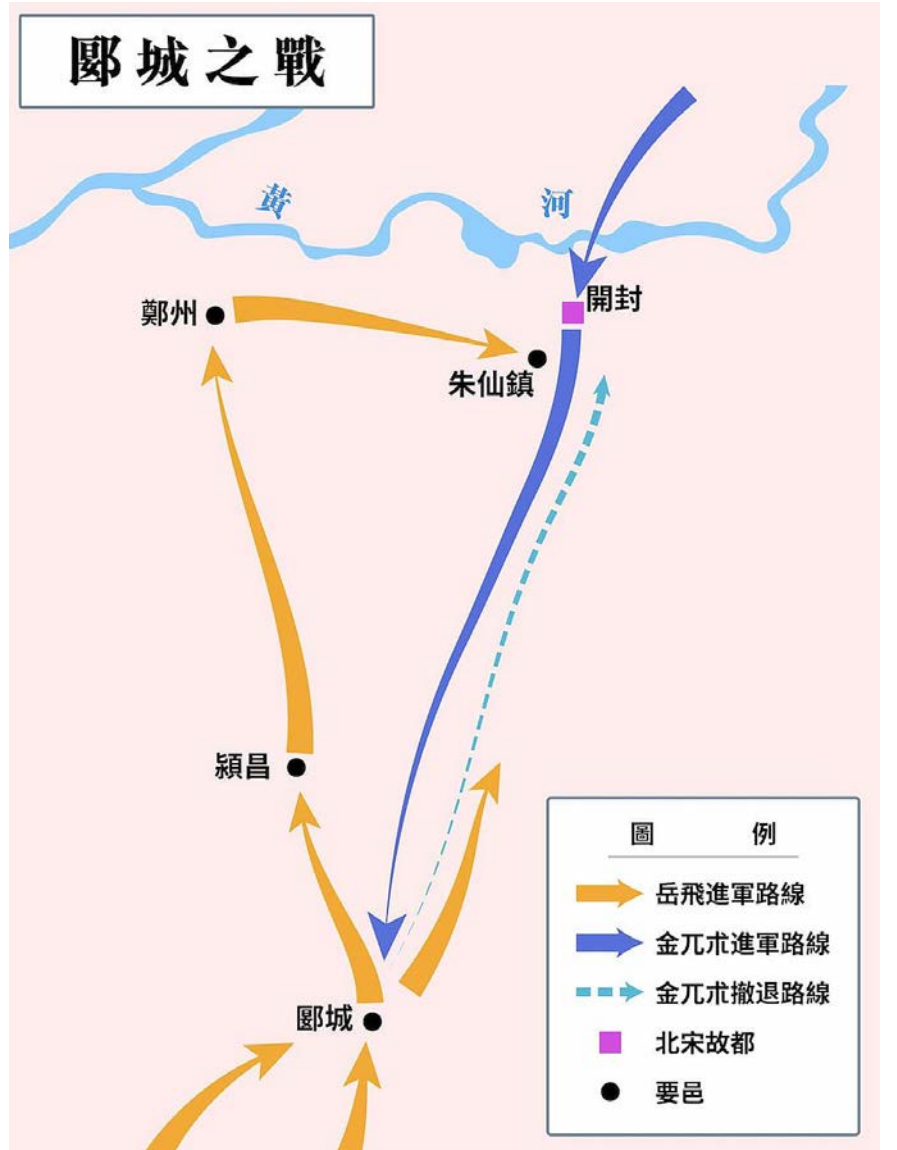 郾城之戰
黃
河
開封
鄭州
朱仙鎮
潁昌
郾城
圖 例
岳飛進軍路線
金兀朮進軍路線
金兀朮撤退路線
北宋故都
要邑